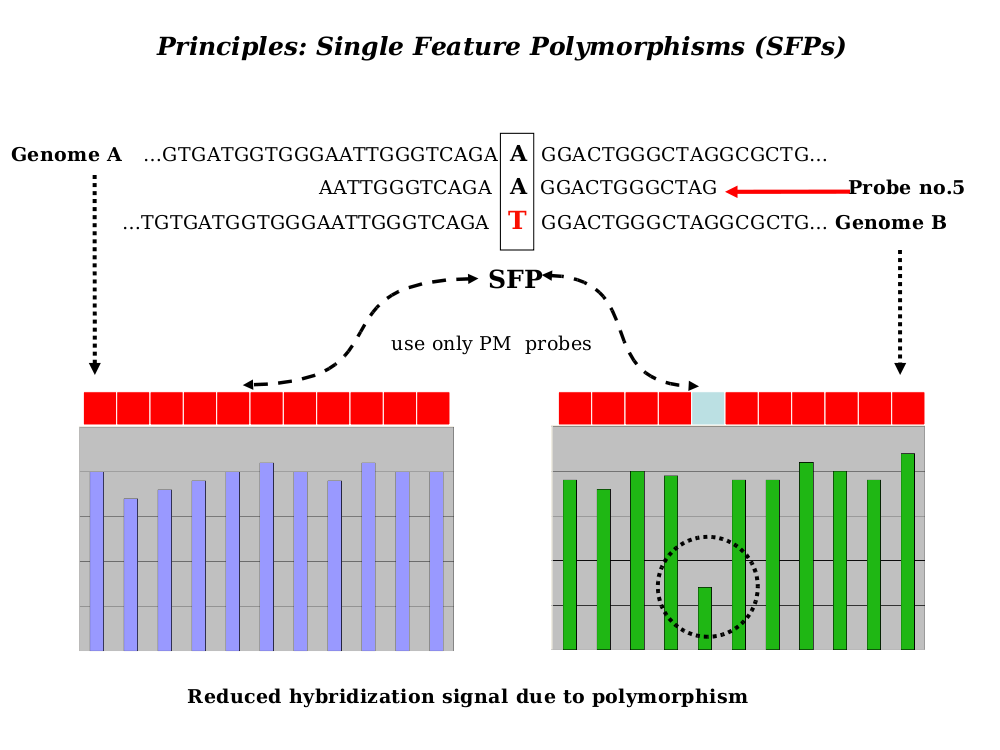 Principles: Single Feature Polymorphisms (SFPs)
Genome A ...GTGATGGTGGGAATTGGGTCAGA A GGACTGGGCTAGGCGCTG...
AATTGGGTCAGA A GGACTGGGCTAG Probe no.5
...TGTGATGGTGGGAATTGGGTCAGA T GGACTGGGCTAGGCGCTG... Genome B
SFP
use only PM probes
Reduced hybridization signal due to polymorphism